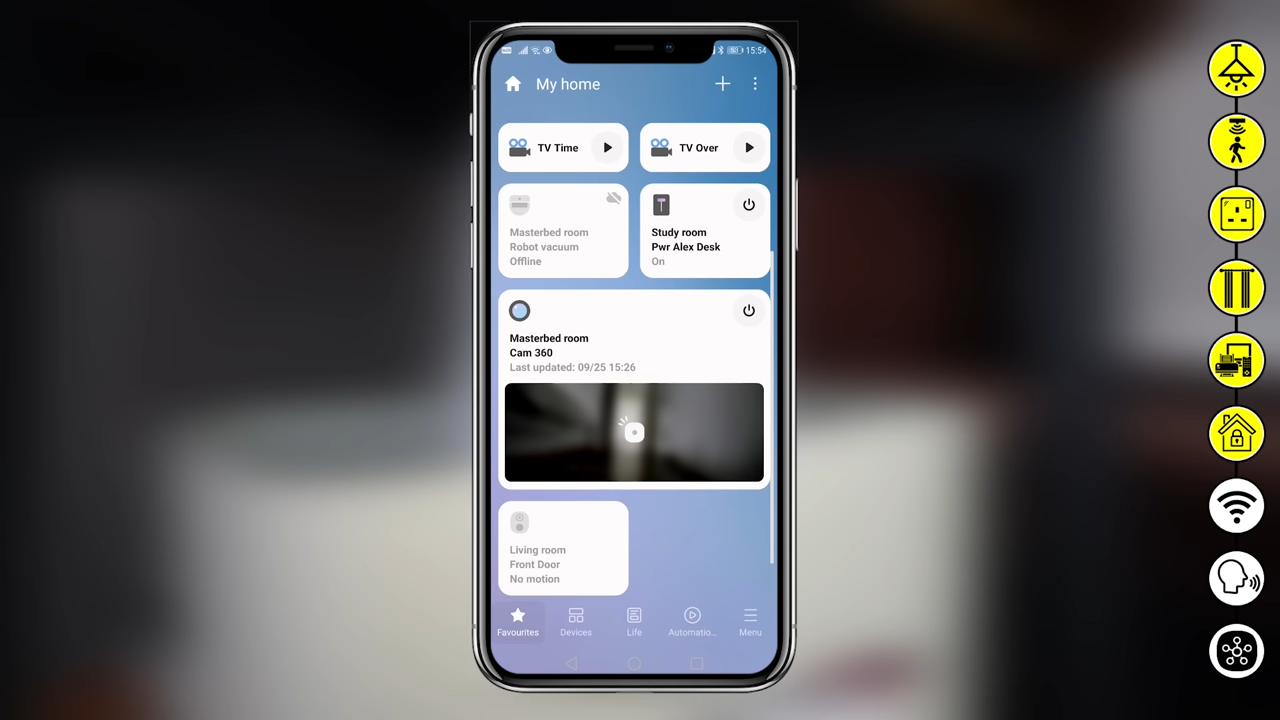 15:54
My home
TV Time
TV Over
Masterbed room
Robot vacuum
Offline
Study room
Pwr Alex Desk
On
Masterbed room
Cam 360
Last updated: 09/25 15:26
Living room
Front Door
No motion
Favourites
Devices
Life
Automatio...
Menu